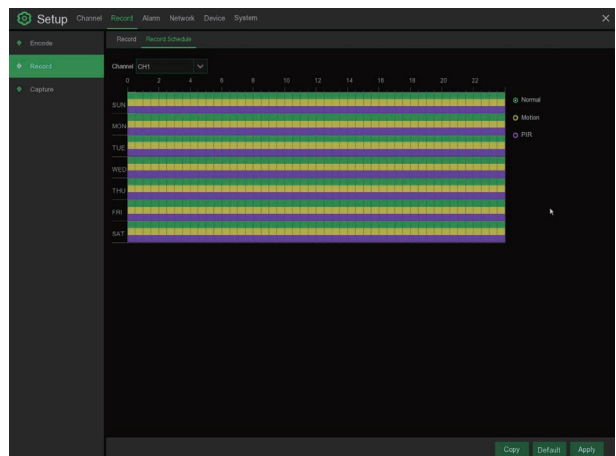 Setup Channel Record Alarm Network Device System
Encode
Record
Capture
Record Record Schedule
Channel CH1
0 2 4 6 8 10 12 14 16 18 20 22
SUN
MON
TUE
WED
THU
FRI
SAT
Normal
Motion
PIR
Copy Default Apply